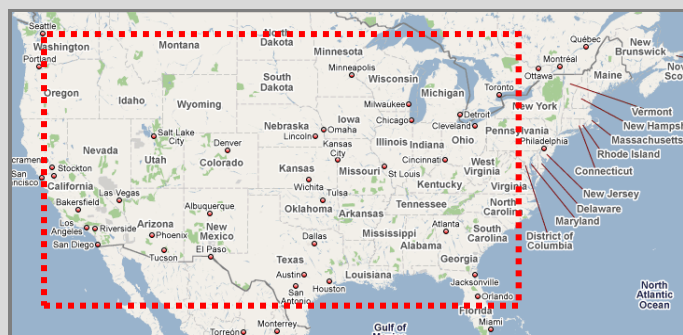 Seattle
Washington
Montana
North
Dakota
Minnesota
Québec
New
Brunswick
Portland
Minneapolis
Wisconsin
Ottawa
Montréal
Maine
Oregon
Idaho
Wyoming
South
Dakota
Michigan
Toronto
New York
Vermont
Milwaukee
Chicago
Detroit
Cleveland
Pennsylvania
New Hampsh
Massachusetts
Nevada
Salt Lake
City
Utah
Denver
Colorado
Nebraska
Lincoln
Iowa
Omaha
Kansas
City
Illinois
Indiana
Ohio
Philadelphia
Rhode Island
Connecticut
Stockton
California
Las Vegas
Kansas
Wichita
Missouri
St Louis
Cincinnati
West
Virginia
Kentucky
Virginia
New Jersey
Delaware
Maryland
Bakersfield
Los
Angeles
Riverside
San Diego
Arizona
Phoenix
Tucson
Albuquerque
New
Mexico
El Paso
Tulsa
Oklahoma
Arkansas
Tennessee
North
Carolina
District of
Columbia
Dallas
Mississippi
Alabama
Atlanta
South
Carolina
Georgia
Texas
Austin
San
Antonio
Houston
Louisiana
Jacksonville
Orlando
Florida
Miami
North
Atlantic
Ocean
Torreón
Monterrey
Gulf of